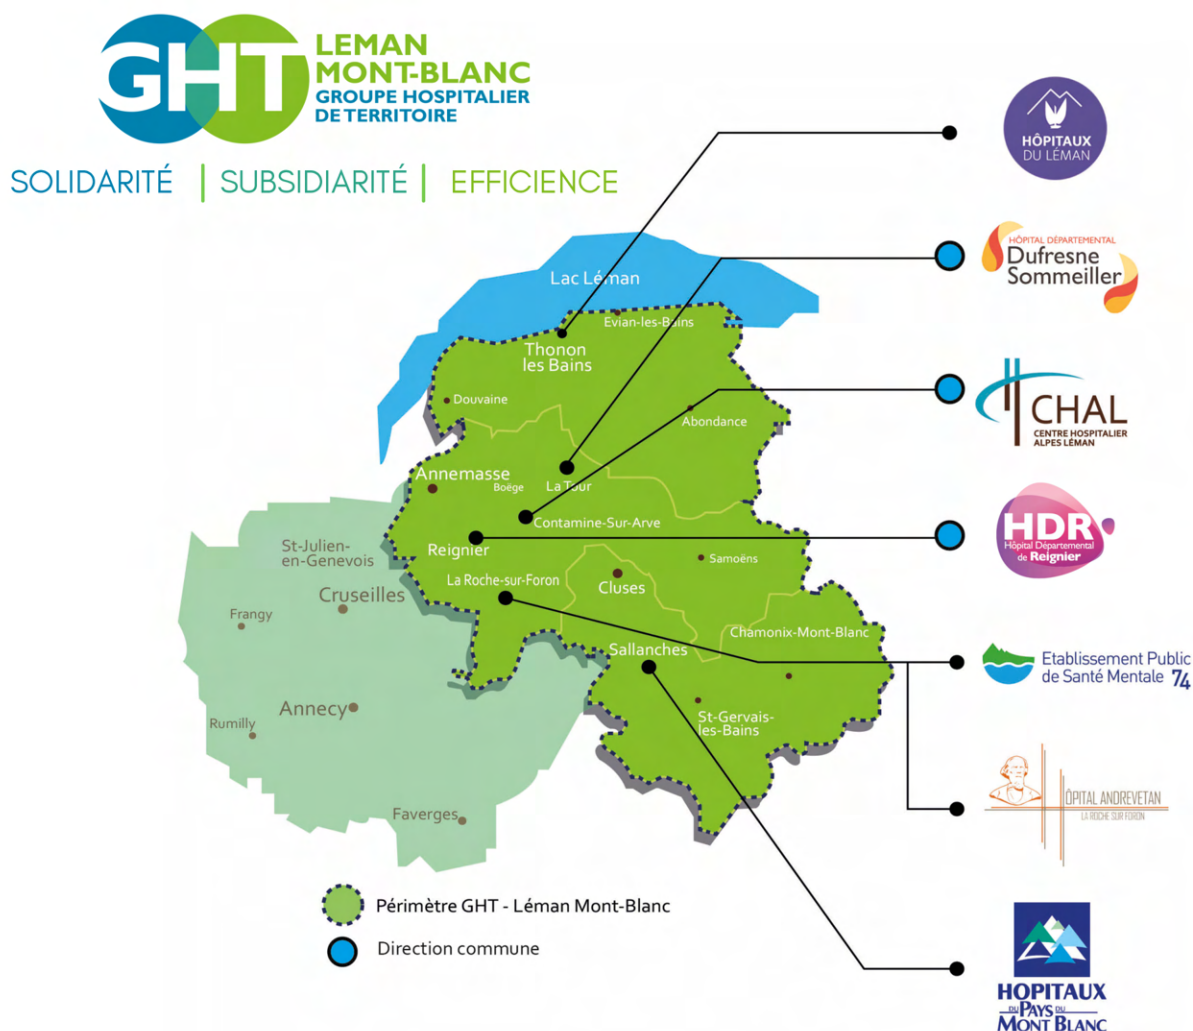 GHT
LEMAN
MONT-BLANC
GROUPE HOSPITALIER
DE TERRITOIRE
SOLIDARITÉ | SUBSIDIARITÉ | EFFICIENCE
HÔPITAUX
DU LÉMAN
HÔPITAL DÉPARTEMENTAL
Dufresne
Sommeiller
CHAL
CENTRE HOSPITALIER
ALPES LÉMAN
HDR
Hôpital Départemental
de Reignier
Etablissement Public
de Santé Mentale 74
ÔPITAL ANDREVETAN
LA ROCHE SUR FORON
HOPITAUX
DU PAYS DU
MONT BLANC
Lac Léman
Evian-les-Bains
Thonon
les Bains
Douvaine
Abondance
Annemasse
Boëge
La Tour
Contamine-Sur-Arve
St-Julien-
en-Genevois
Reignier
Samoëns
La Roche-sur-Foron
Cluses
Cruseilles
Frangy
Chamonix-Mont-Blanc
Sallanches
Annecy
Rumilly
St-Gervais-
les-Bains
Faverges
Périmètre GHT - Léman Mont-Blanc
Direction commune